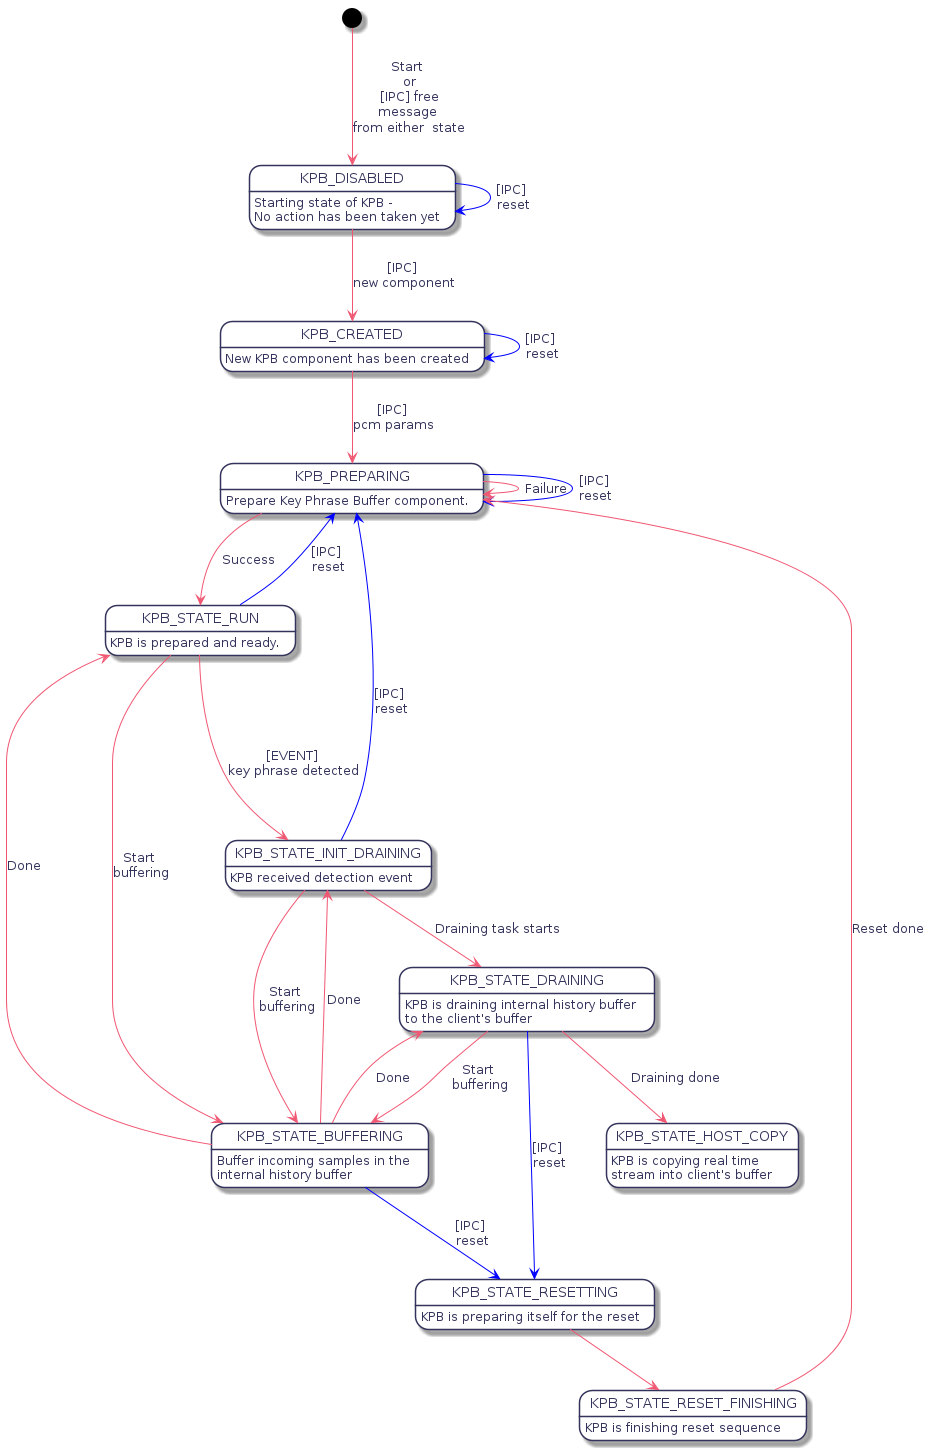 Start
or
[IPC] free
message
from either  state
KPB_DISABLED
Starting state of KPB -
No action has been taken yet
[IPC]
reset
[IPC]
new component
KPB_CREATED
New KPB component has been created
[IPC]
reset
[IPC]
pcm params
KPB_PREPARING
Prepare Key Phrase Buffer component.
Failure
[IPC]
reset
Success
[IPC]
reset
KPB_STATE_RUN
KPB is prepared and ready.
[IPC]
reset
[EVENT]
key phrase detected
KPB_STATE_INIT_DRAINING
KPB received detection event
Done
Start
buffering
Draining task starts
Reset done
KPB_STATE_DRAINING
KPB is draining internal history buffer
to the client's buffer
Start
buffering
Done
Done
Start
buffering
Draining done
KPB_STATE_BUFFERING
Buffer incoming samples in the
internal history buffer
[IPC]
reset
KPB_STATE_HOST_COPY
KPB is copying real time
stream into client's buffer
[IPC]
reset
KPB_STATE_RESETTING
KPB is preparing itself for the reset
KPB_STATE_RESET_FINISHING
KPB is finishing reset sequence